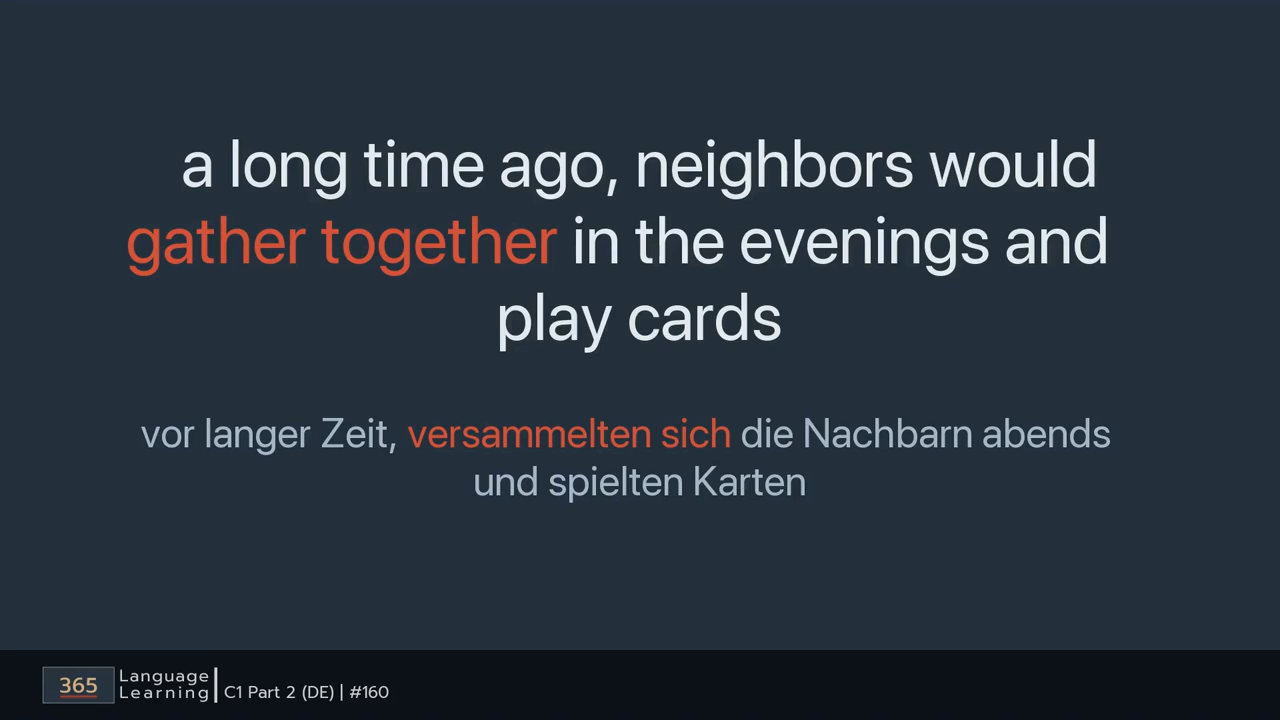 a long time ago, neighbors would
gather together in the evenings and
play cards
vor langer Zeit, versammelten sich die Nachbarn abends
und spielten Karten
365
Language
Learning
C1 Part 2 (DE) | #160